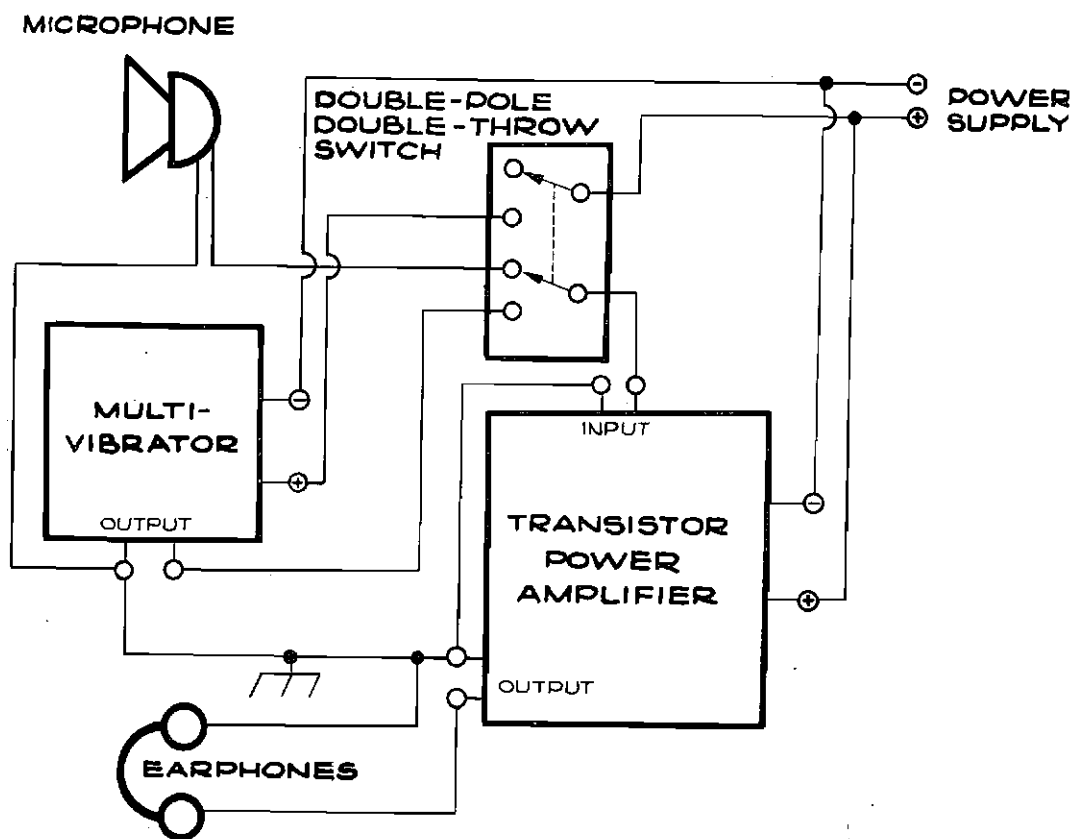 MICROPHONE
DOUBLE-POLE
DOUBLE-THROW
SWITCH
POWER
SUPPLY
MULTI-
VIBRATOR
OUTPUT
INPUT
TRANSISTOR
POWER
AMPLIFIER
OUTPUT
EARPHONES